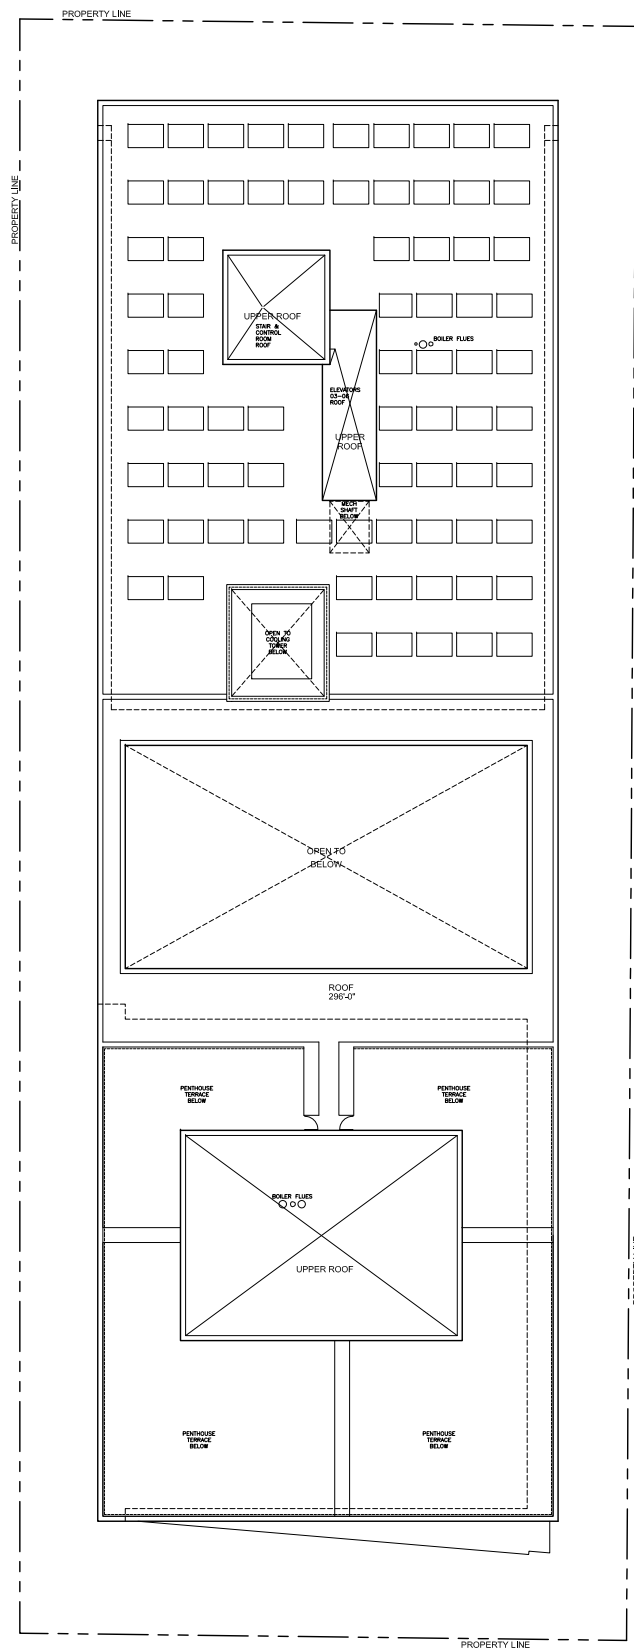 PROPERTY LINE
PROPERTY LINE
UPPER ROOF
STAIR &
CONTROL
ROOM
ROOF
BOILER FLUES
ELEVATORS
03-06
ROOF
UPPER
ROOF
MECH
SHAFT
BELOW
OPEN TO
COOLING
TOWER
BELOW
OPEN TO
BELOW
ROOF
296'-0"
PENTHOUSE
TERRACE
BELOW
PENTHOUSE
TERRACE
BELOW
BOILER FLUES
UPPER ROOF
PENTHOUSE
TERRACE
BELOW
PENTHOUSE
TERRACE
BELOW
PROPERTY LINE